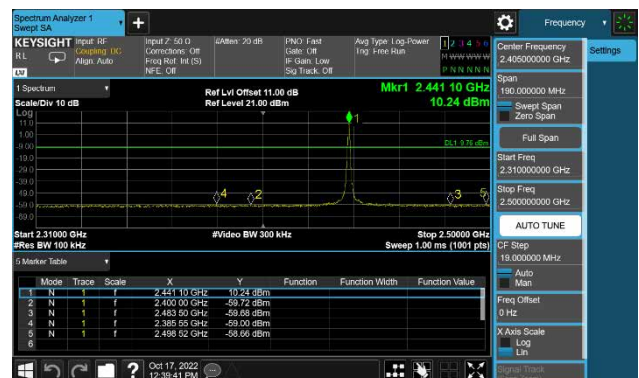 Spectrum Analyzer 1
Swept SA
Frequency
KEYSIGHT
RL
Input: RF
Coupling: DC
Align: Auto
Input Z: 50 Ω
Corrections: Off
Freq Ref: Int (S)
NFE: Off
#Atten: 20 dB
PNO: Fast
Gate: Off
IF Gain: Low
Sig Track: Off
Avg Type: Log-Power
Trig: Free Run
1 2 3 4 5 6
M W W W W W
P N N N N N
LXI
1 Spectrum
Scale/Div 10 dB
Log
Ref Lvl Offset 11.00 dB
Ref Level 21.00 dBm
Mkr1 2.441 10 GHz
10.24 dBm
11.0
1.00
-9.00
-19.0
-29.0
-39.0
-49.0
-59.0
-69.0
1
DL1 -9.76 dBm
4
2
3
5
Start 2.31000 GHz
#Res BW 100 kHz
#Video BW 300 kHz
Stop 2.50000 GHz
Sweep 1.00 ms (1001 pts)
5 Marker Table
Mode Trace Scale X Y Function Function Width Function Value
1 N 1 f 2.441 10 GHz 10.24 dBm
2 N 1 f 2.400 00 GHz -59.72 dBm
3 N 1 f 2.483 50 GHz -59.68 dBm
4 N 1 f 2.385 55 GHz -59.00 dBm
5 N 1 f 2.498 52 GHz -58.66 dBm
6
Oct 17, 2022
12:39:41 PM
?
Center Frequency
2.405000000 GHz
Settings
Span
190.000000 MHz
Swept Span
Zero Span
Full Span
Start Freq
2.310000000 GHz
Stop Freq
2.500000000 GHz
AUTO TUNE
CF Step
19.000000 MHz
Auto
Man
Freq Offset
0 Hz
X Axis Scale
Log
Lin
Signal Track